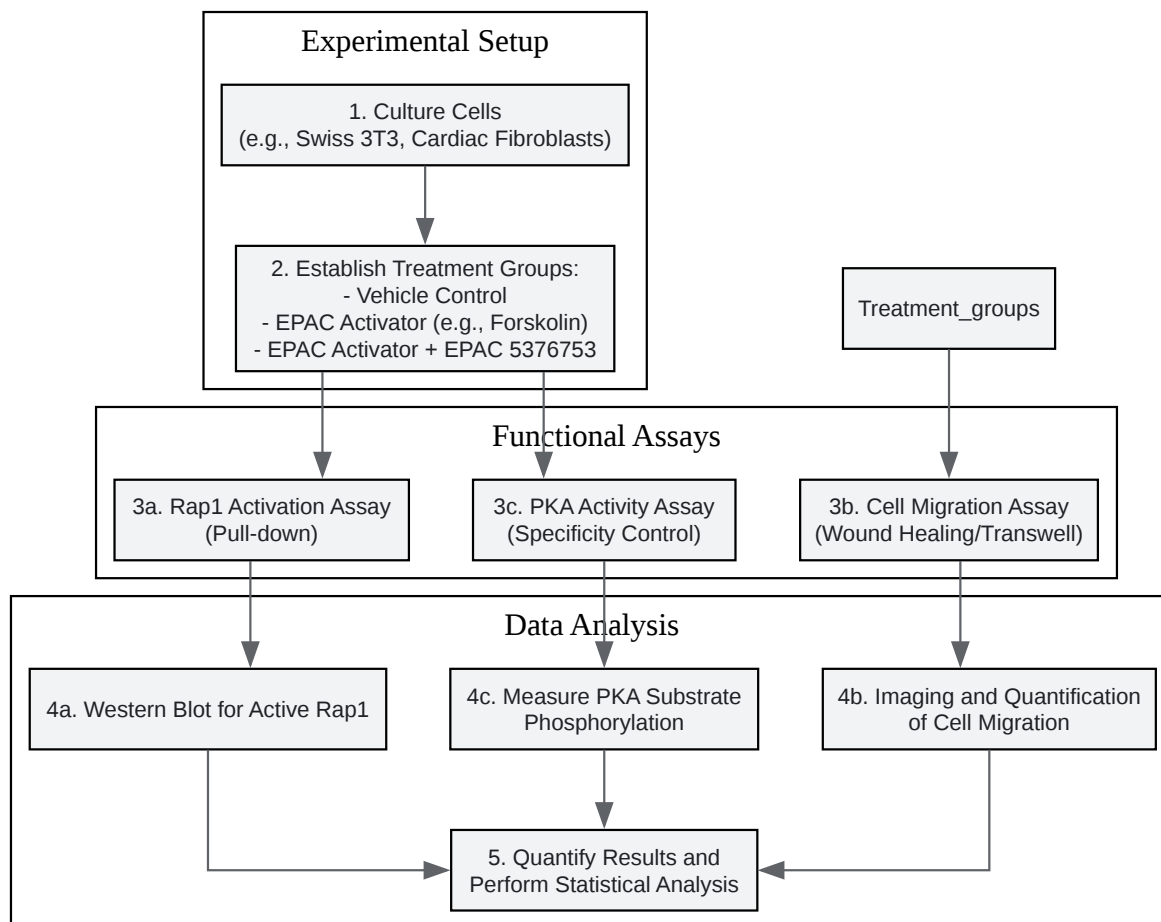 Experimental Setup
1. Culture Cells
(e.g., Swiss 3T3, Cardiac Fibroblasts)
2. Establish Treatment Groups:
- Vehicle Control
- EPAC Activator (e.g., Forskolin)
- EPAC Activator + EPAC 5376753
Treatment_groups
Functional Assays
3a. Rap1 Activation Assay
(Pull-down)
3c. PKA Activity Assay
(Specificity Control)
3b. Cell Migration Assay
(Wound Healing/Transwell)
Data Analysis
4a. Western Blot for Active Rap1
4c. Measure PKA Substrate
Phosphorylation
4b. Imaging and Quantification
of Cell Migration
5. Quantify Results and
Perform Statistical Analysis